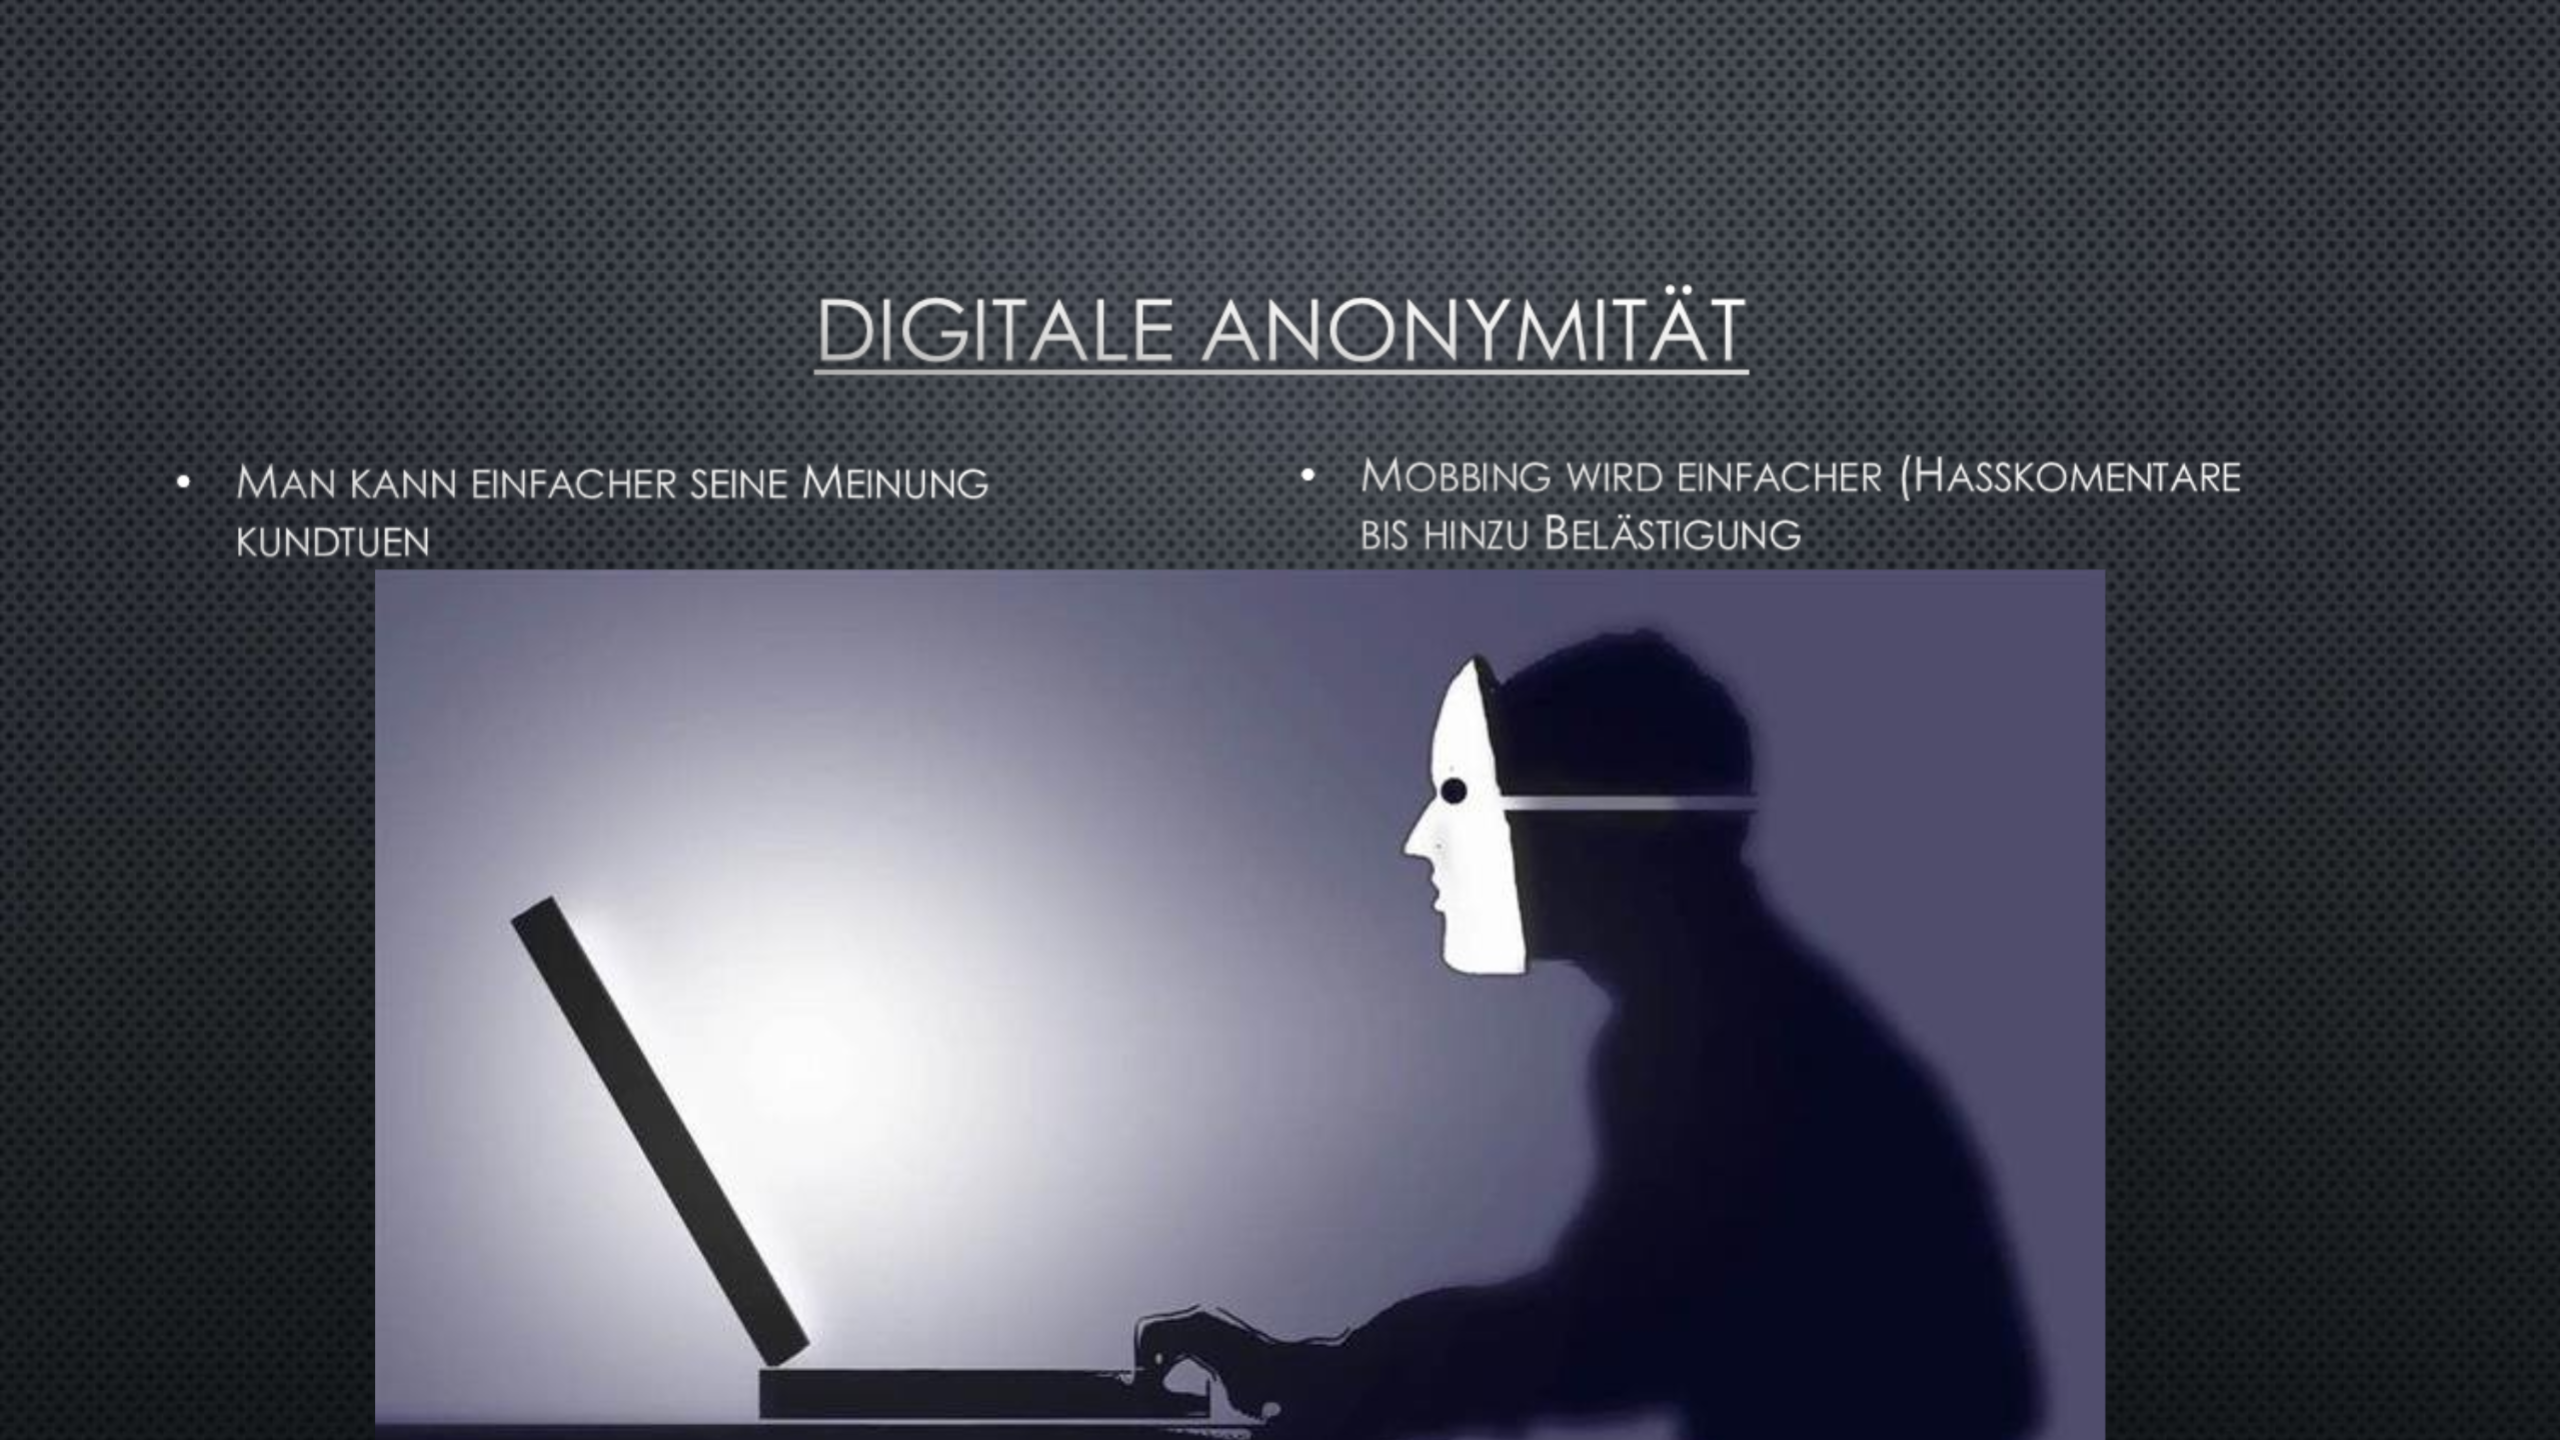 DIGITALE ANONYMITÄT
• MAN KANN EINFACHER SEINE MEINUNG
KUNDTUEN
• MOBBING WIRD EINFACHER (HASSKOMENTARE
BIS HINZU BELÄSTIGUNG